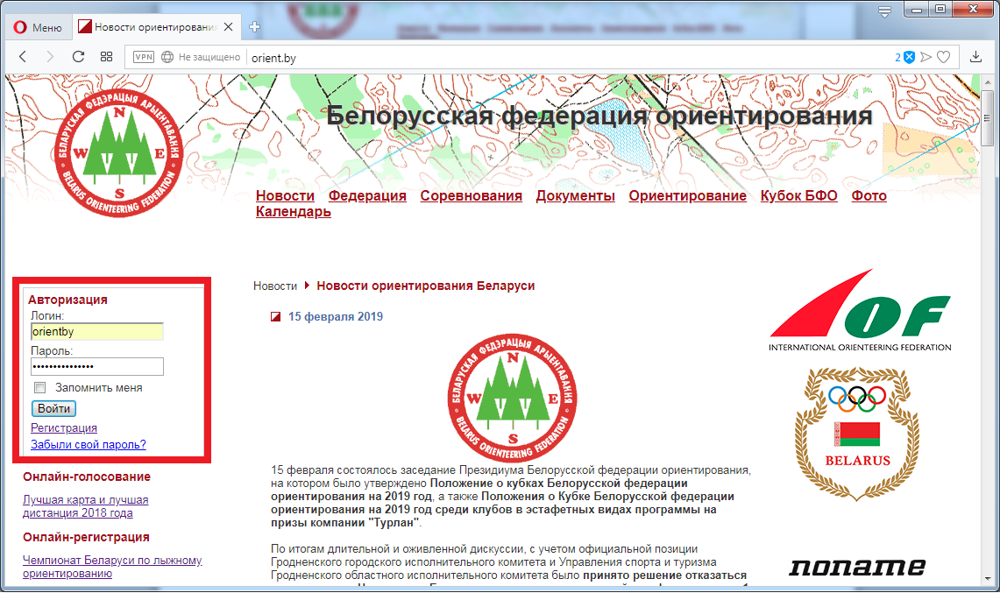 Меню
Новости ориентирования
VPN
Не защищено
orient.by
2
БЕЛАРУСКАЯ ФЕДЭРАЦЫЯ АРЫЕНТАВАННЯ
N
W E
S
BELARUS ORIENTEERING FEDERATION
Белорусская федерация ориентирования
Новости Федерация Соревнования Документы Ориентирование Кубок БФО Фото
Календарь
Авторизация
Логин:
orientby
Пароль:
Запомнить меня
Войти
Регистрация
Забыли свой пароль?
Онлайн-голосование
Лучшая карта и лучшая
дистанция 2018 года
Онлайн-регистрация
Чемпионат Беларуси по лыжному
ориентированию
Новости Новости ориентирования Беларуси
15 февраля 2019
БЕЛАРУСКАЯ ФЕДЭРАЦЫЯ АРЫЕНТАВАННЯ
N
W E
S
BELARUS ORIENTEERING FEDERATION
15 февраля состоялось заседание Президиума Белорусской федерации ориентирования,
на котором было утверждено Положение о кубках Белорусской федерации
ориентирования на 2019 год, а также Положения о Кубке Белорусской федерации
ориентирования на 2019 год среди клубов в эстафетных видах программы на
призы компании "Турлан".
По итогам длительной и оживленной дискуссии, с учетом официальной позиции
Гродненского городского исполнительного комитета и Управления спорта и туризма
Гродненского областного исполнительного комитета было принято решение отказаться
IOF
INTERNATIONAL ORIENTEERING FEDERATION
BELARUS
noname